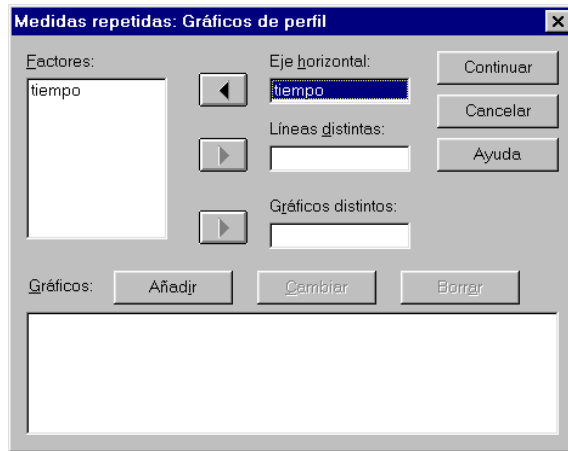 Medidas repetidas: Gráficos de perfil
Factores:
tiempo
Eje horizontal:
tiempo
Líneas distintas:
Gráficos distintos:
Continuar
Cancelar
Ayuda
Gráficos:
Añadir
Cambiar
Borrar